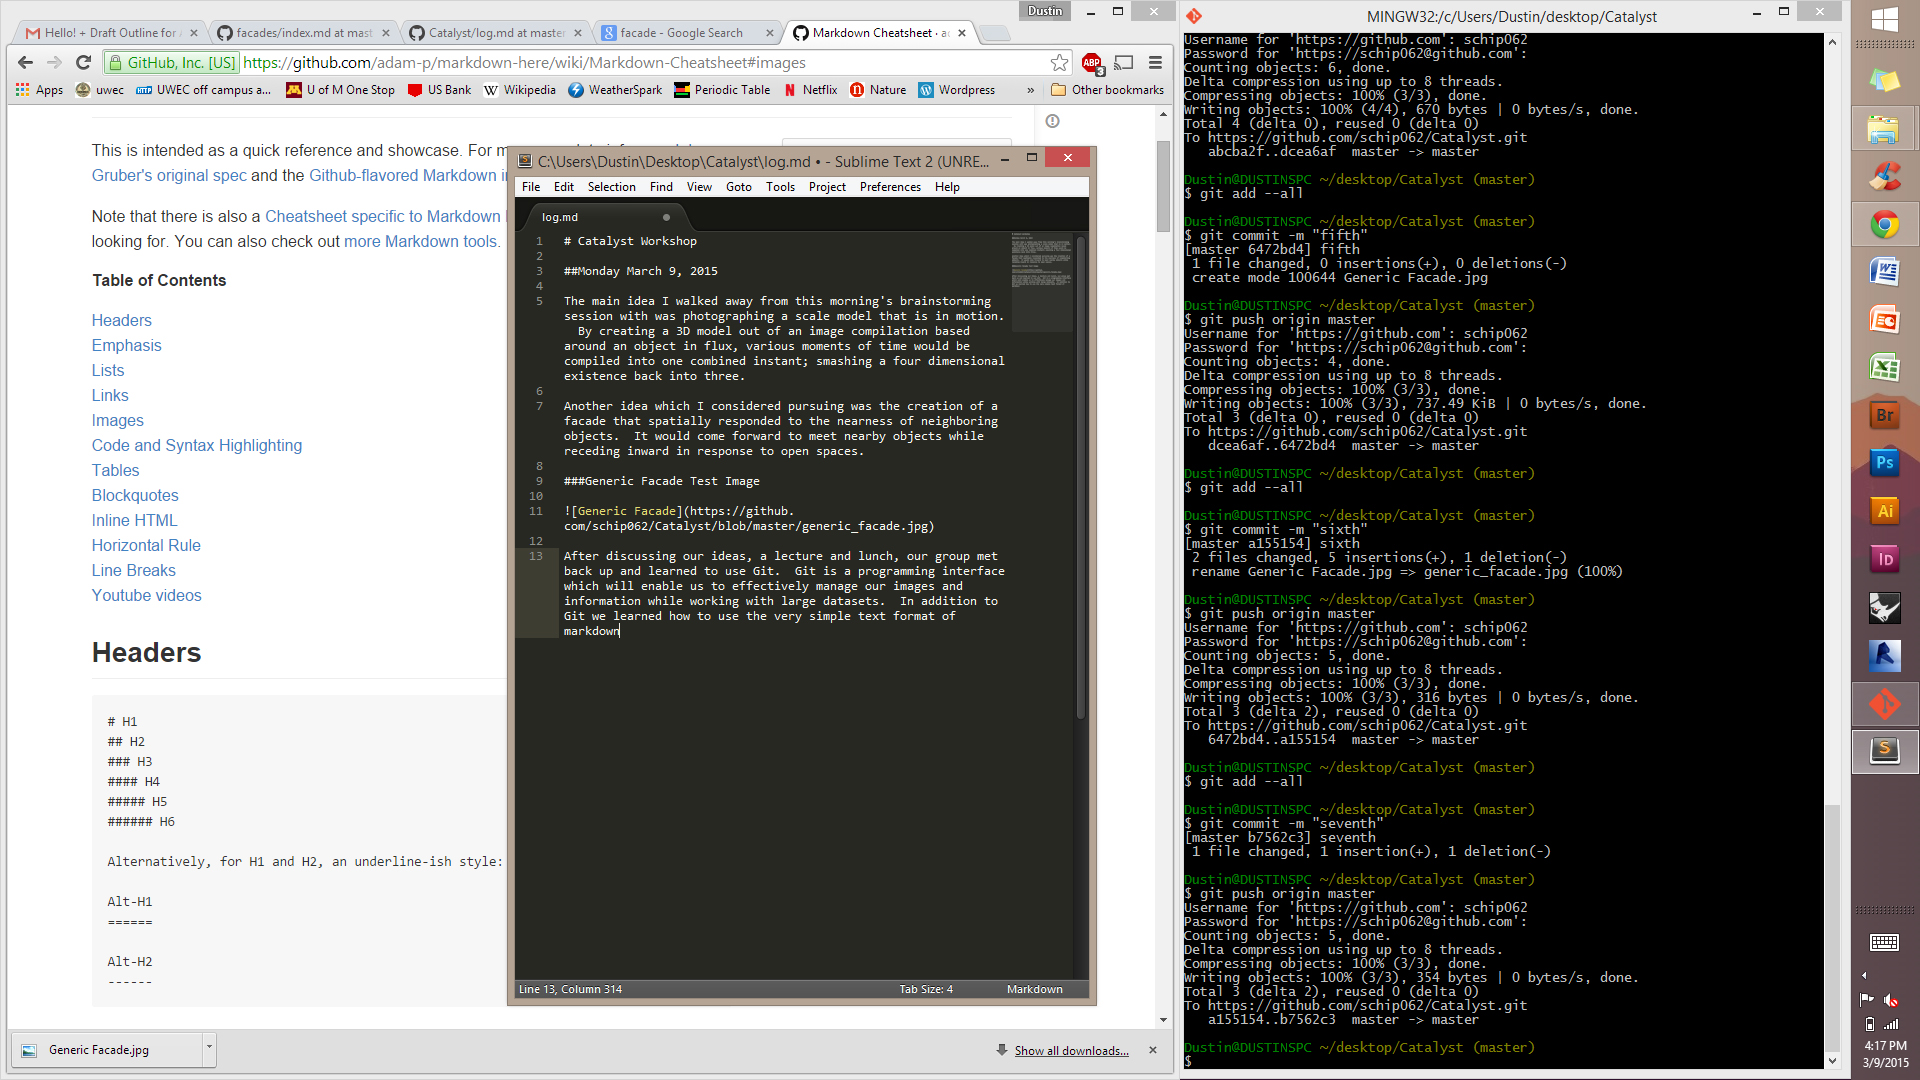 Dustin
Hello! + Draft Outline for
facades/index.md at mast
Catalyst/log.md at master
facade - Google Search
Markdown Cheatsheet · a
GitHub, Inc. [US]
https://github.com/adam-p/markdown-here/wiki/Markdown-Cheatsheet#images
ABP
3
Apps
uwec
UWEC off campus a...
U of M One Stop
US Bank
Wikipedia
WeatherSpark
Periodic Table
Netflix
Nature
WordPress
»
Other bookmarks
This is intended as a quick reference and showcase. For m
Gruber's original spec and the Github-flavored Markdown i
Note that there is also a Cheatsheet specific to Markdown
looking for. You can also check out more Markdown tools.
Table of Contents
Headers
Emphasis
Lists
Links
Images
Code and Syntax Highlighting
Tables
Blockquotes
Inline HTML
Horizontal Rule
Line Breaks
Youtube videos
Headers
# H1
## H2
### H3
#### H4
##### H5
###### H6
Alternatively, for H1 and H2, an underline-ish style:
Alt-H1
======
Alt-H2
------
Generic Facade.jpg
Show all downloads...
C:\Users\Dustin\Desktop\Catalyst\log.md • - Sublime Text 2 (UNRE...
File Edit Selection Find View Goto Tools Project Preferences Help
log.md
1 # Catalyst Workshop
2
3 ##Monday March 9, 2015
4
5 The main idea I walked away from this morning's brainstorming
session with was photographing a scale model that is in motion.
By creating a 3D model out of an image compilation based
around an object in flux, various moments of time would be
compiled into one combined instant; smashing a four dimensional
existence back into three.
6
7 Another idea which I considered pursuing was the creation of a
facade that spatially responded to the nearness of neighboring
objects.  It would come forward to meet nearby objects while
receding inward in response to open spaces.
8
9 ###Generic Facade Test Image
10
11 ![Generic Facade](https://github.
com/schip062/Catalyst/blob/master/generic_facade.jpg)
12
13 After discussing our ideas, a lecture and lunch, our group met
back up and learned to use Git.  Git is a programming interface
which will enable us to effectively manage our images and
information while working with large datasets.  In addition to
Git we learned how to use the very simple text format of
markdown
Line 13, Column 314
Tab Size: 4
Markdown
MINGW32:/c/Users/Dustin/desktop/Catalyst
Username for 'https://github.com': schip062
Password for 'https://schip062@github.com':
Counting objects: 6, done.
Delta compression using up to 8 threads.
Compressing objects: 100% (3/3), done.
Writing objects: 100% (4/4), 670 bytes | 0 bytes/s, done.
Total 4 (delta 0), reused 0 (delta 0)
To https://github.com/schip062/Catalyst.git
abcba2f..dcea6af  master -> master
Dustin@DUSTINSPC ~/desktop/Catalyst (master)
$ git add --all
Dustin@DUSTINSPC ~/desktop/Catalyst (master)
$ git commit -m "fifth"
[master 6472bd4] fifth
1 file changed, 0 insertions(+), 0 deletions(-)
create mode 100644 Generic Facade.jpg
Dustin@DUSTINSPC ~/desktop/Catalyst (master)
$ git push origin master
Username for 'https://github.com': schip062
Password for 'https://schip062@github.com':
Counting objects: 4, done.
Delta compression using up to 8 threads.
Compressing objects: 100% (3/3), done.
Writing objects: 100% (3/3), 737.49 KiB | 0 bytes/s, done.
Total 3 (delta 0), reused 0 (delta 0)
To https://github.com/schip062/Catalyst.git
dcea6af..6472bd4  master -> master
Dustin@DUSTINSPC ~/desktop/Catalyst (master)
$ git add --all
Dustin@DUSTINSPC ~/desktop/Catalyst (master)
$ git commit -m "sixth"
[master a155154] sixth
2 files changed, 5 insertions(+), 1 deletion(-)
rename Generic Facade.jpg => generic_facade.jpg (100%)
Dustin@DUSTINSPC ~/desktop/Catalyst (master)
$ git push origin master
Username for 'https://github.com': schip062
Password for 'https://schip062@github.com':
Counting objects: 5, done.
Delta compression using up to 8 threads.
Compressing objects: 100% (3/3), done.
Writing objects: 100% (3/3), 316 bytes | 0 bytes/s, done.
Total 3 (delta 2), reused 0 (delta 0)
To https://github.com/schip062/Catalyst.git
6472bd4..a155154  master -> master
Dustin@DUSTINSPC ~/desktop/Catalyst (master)
$ git add --all
Dustin@DUSTINSPC ~/desktop/Catalyst (master)
$ git commit -m "seventh"
[master b7562c3] seventh
1 file changed, 1 insertion(+), 1 deletion(-)
Dustin@DUSTINSPC ~/desktop/Catalyst (master)
$ git push origin master
Username for 'https://github.com': schip062
Password for 'https://schip062@github.com':
Counting objects: 5, done.
Delta compression using up to 8 threads.
Compressing objects: 100% (3/3), done.
Writing objects: 100% (3/3), 354 bytes | 0 bytes/s, done.
Total 3 (delta 2), reused 0 (delta 0)
To https://github.com/schip062/Catalyst.git
a155154..b7562c3  master -> master
Dustin@DUSTINSPC ~/desktop/Catalyst (master)
$
Br
Ps
Ai
Id
4:17 PM
3/9/2015